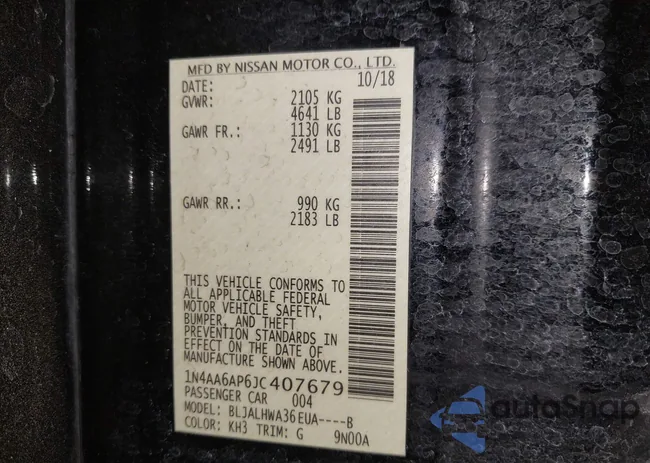 MFD BY NISSAN MOTOR CO., LTD.
DATE: 10/18
GVWR: 2105 KG
4641 LB
GAWR FR.: 1130 KG
2491 LB
GAWR RR.: 990 KG
2183 LB
THIS VEHICLE CONFORMS TO
ALL APPLICABLE FEDERAL
MOTOR VEHICLE SAFETY,
BUMPER, AND THEFT
PREVENTION STANDARDS IN
EFFECT ON THE DATE OF
MANUFACTURE SHOWN ABOVE.
1N4AA6AP6JC407679
PASSENGER CAR 004
MODEL: BLJALHWA36EUA----B
COLOR: KH3 TRIM: G 9N00A
autoSnap